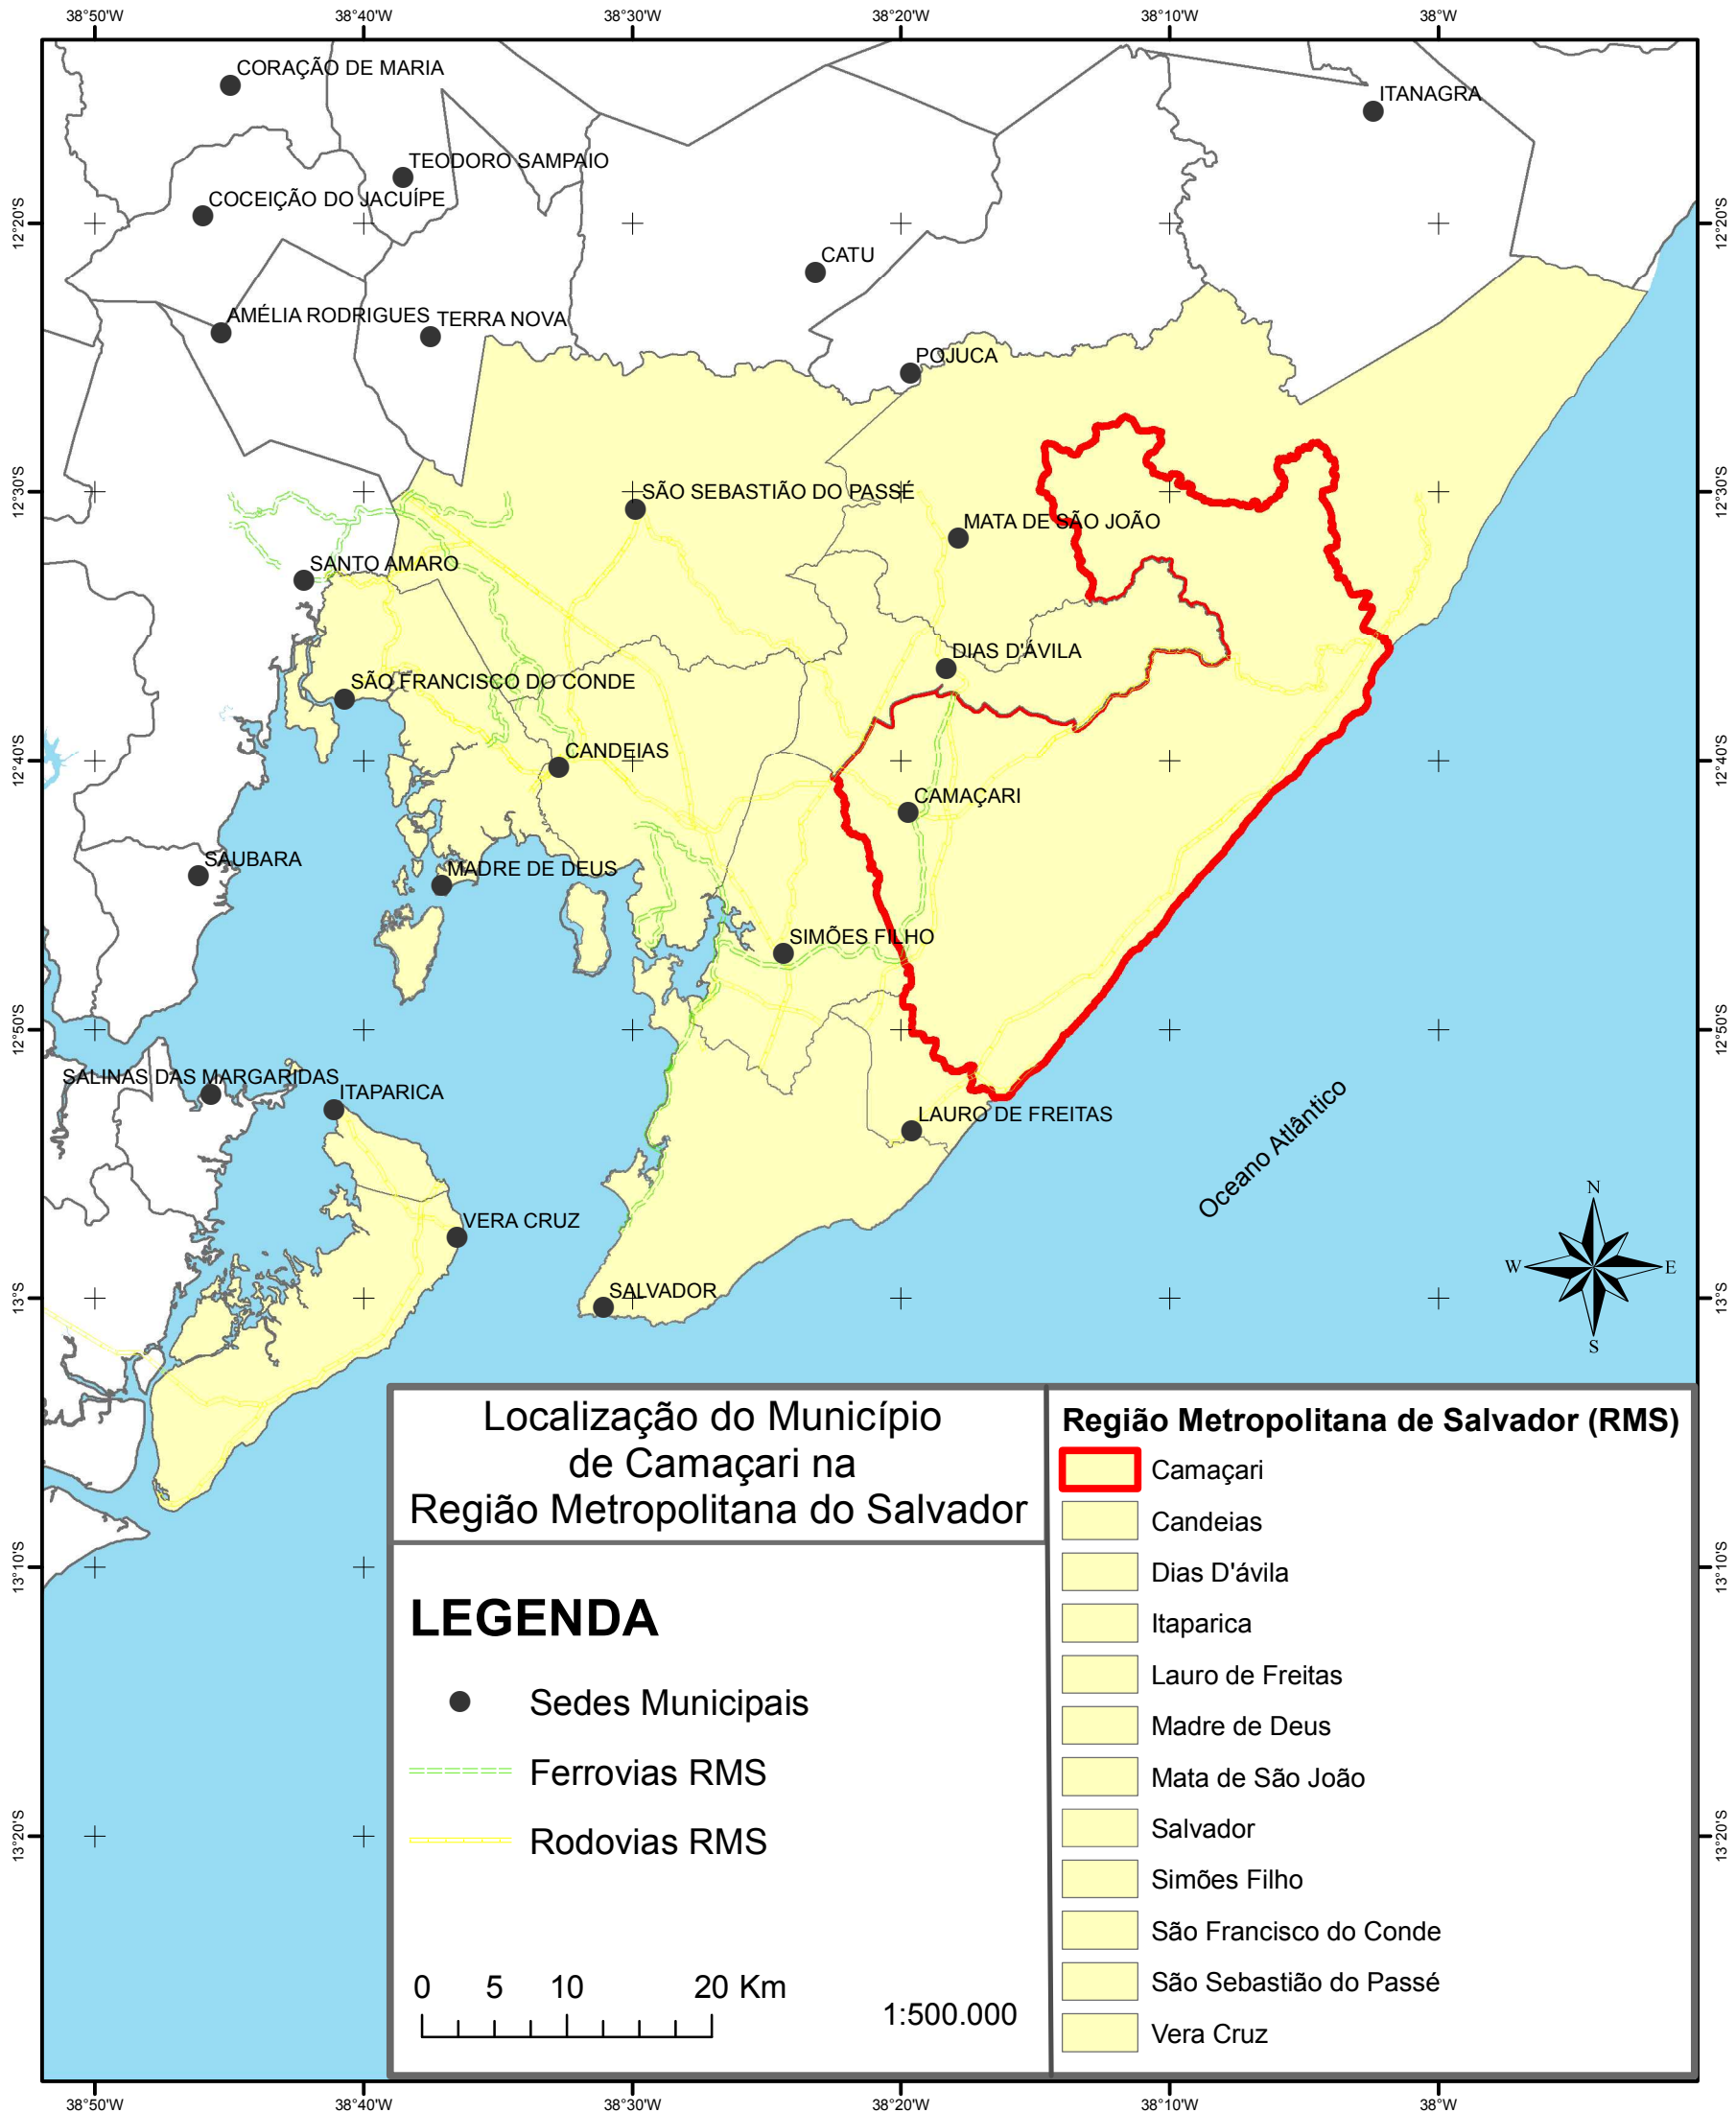 38°50'W
38°40'W
38°30'W
38°20'W
38°10'W
38°W
CORAÇÃO DE MARIA
ITANAGRA
TEODORO SAMPAIO
COCEIÇÃO DO JACUÍPE
12°20'S
12°20'S
CATU
AMÉLIA RODRIGUES
TERRA NOVA
POJUCA
12°30'S
12°30'S
SÃO SEBASTIÃO DO PASSÉ
MATA DE SÃO JOÃO
SANTO AMARO
DIAS D'ÁVILA
SÃO FRANCISCO DO CONDE
12°40'S
12°40'S
CANDEIAS
CAMAÇARI
SAUBARA
MADRE DE DEUS
SIMÕES FILHO
12°50'S
12°50'S
SALINAS DAS MARGARIDAS
ITAPARICA
LAURO DE FREITAS
Oceano Atlântico
VERA CRUZ
N
W
E
S
SALVADOR
13°S
13°S
Localização do Município
de Camaçari na
Região Metropolitana do Salvador
LEGENDA
Sedes Municipais
Ferrovias RMS
Rodovias RMS
0 5 10 20 Km
1:500.000
Região Metropolitana de Salvador (RMS)
Camaçari
Candeias
Dias D'ávila
Itaparica
Lauro de Freitas
Madre de Deus
Mata de São João
Salvador
Simões Filho
São Francisco do Conde
São Sebastião do Passé
Vera Cruz
13°10'S
13°10'S
13°20'S
13°20'S
38°50'W
38°40'W
38°30'W
38°20'W
38°10'W
38°W